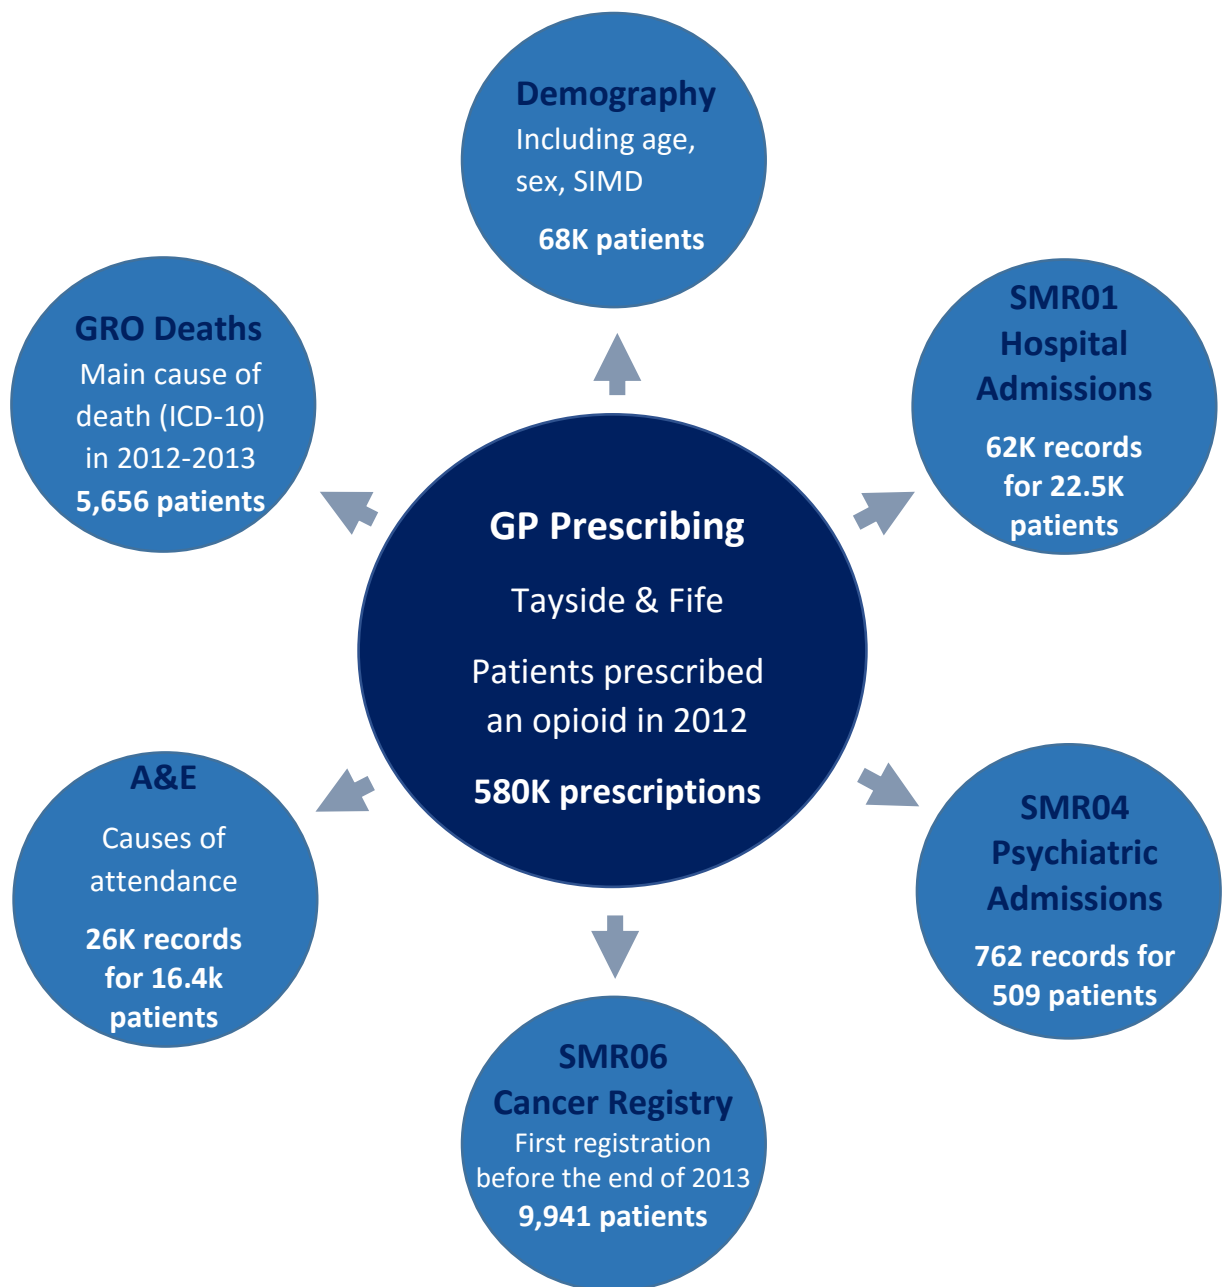 Demography
Including age,
sex, SIMD
68K patients
GRO Deaths
Main cause of
death (ICD-10)
in 2012-2013
5,656 patients
SMR01
Hospital
Admissions
62K records
for 22.5K
patients
GP Prescribing
Tayside & Fife
Patients prescribed
an opioid in 2012
580K prescriptions
A&E
Causes of
attendance
26K records
for 16.4k
patients
SMR04
Psychiatric
Admissions
762 records for
509 patients
SMR06
Cancer Registry
First registration
before the end of 2013
9,941 patients